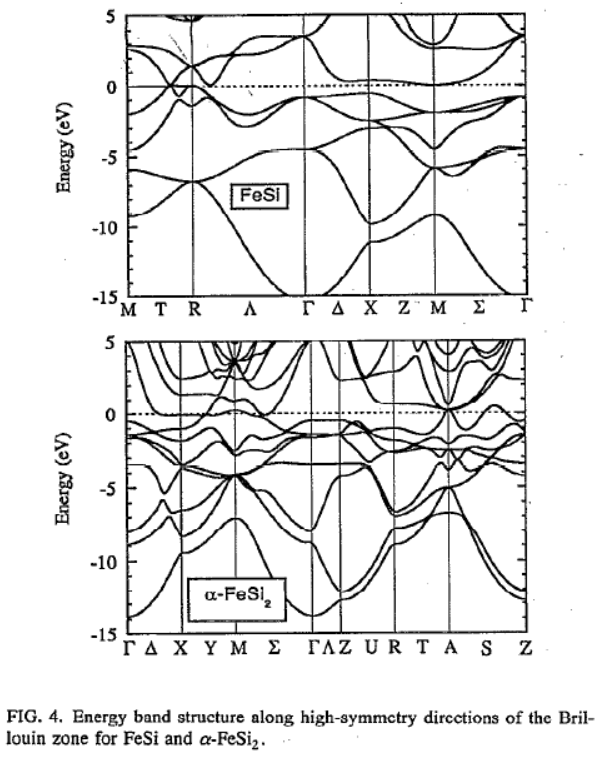 5
0
-5
-10
-15
Energy (eV)
FeSi
M T R Λ Γ Δ X Z M Σ Γ
5
0
-5
-10
-15
Energy (eV)
α-FeSi₂
Γ Δ X Y M Σ Γ Λ Z U R T A S Z
FIG. 4. Energy band structure along high-symmetry directions of the Bril-
louin zone for FeSi and α-FeSi₂.